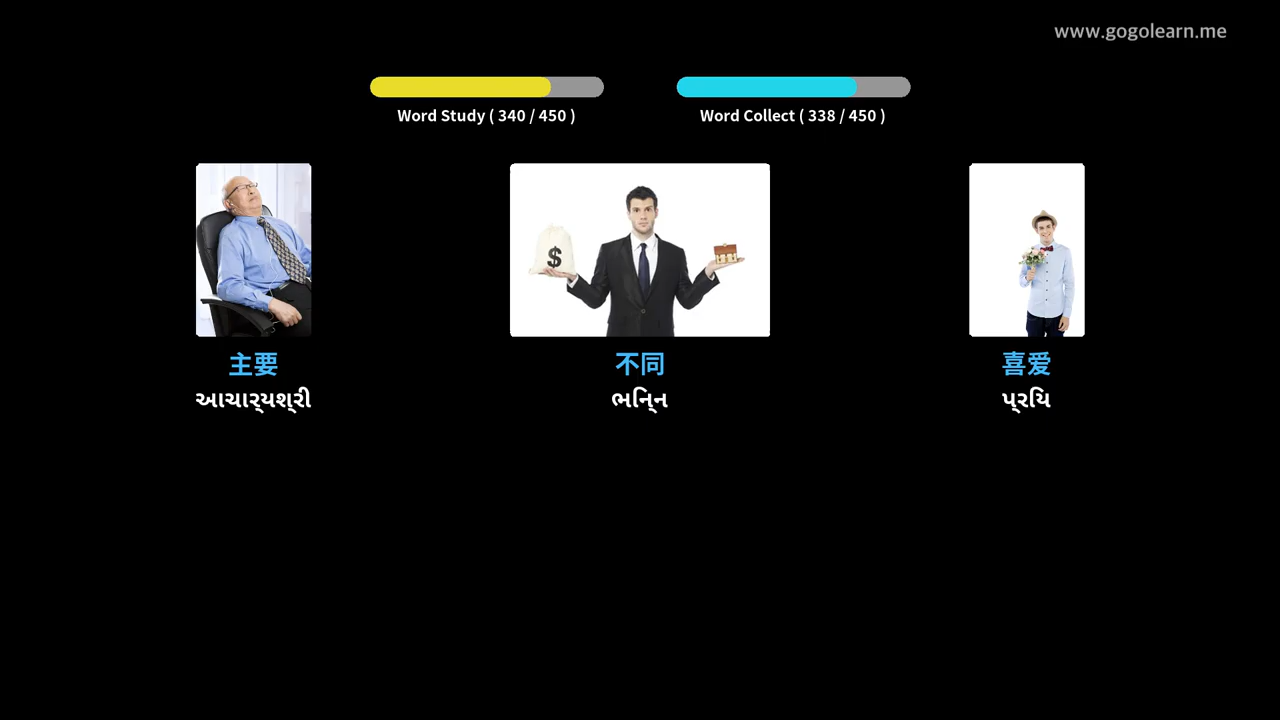 www.gogolearn.me
Word Study ( 340 / 450 )
Word Collect ( 338 / 450 )
$
主要
આચાર્યશ્રી
不同
ભિન્ન
喜爱
પ્રિય